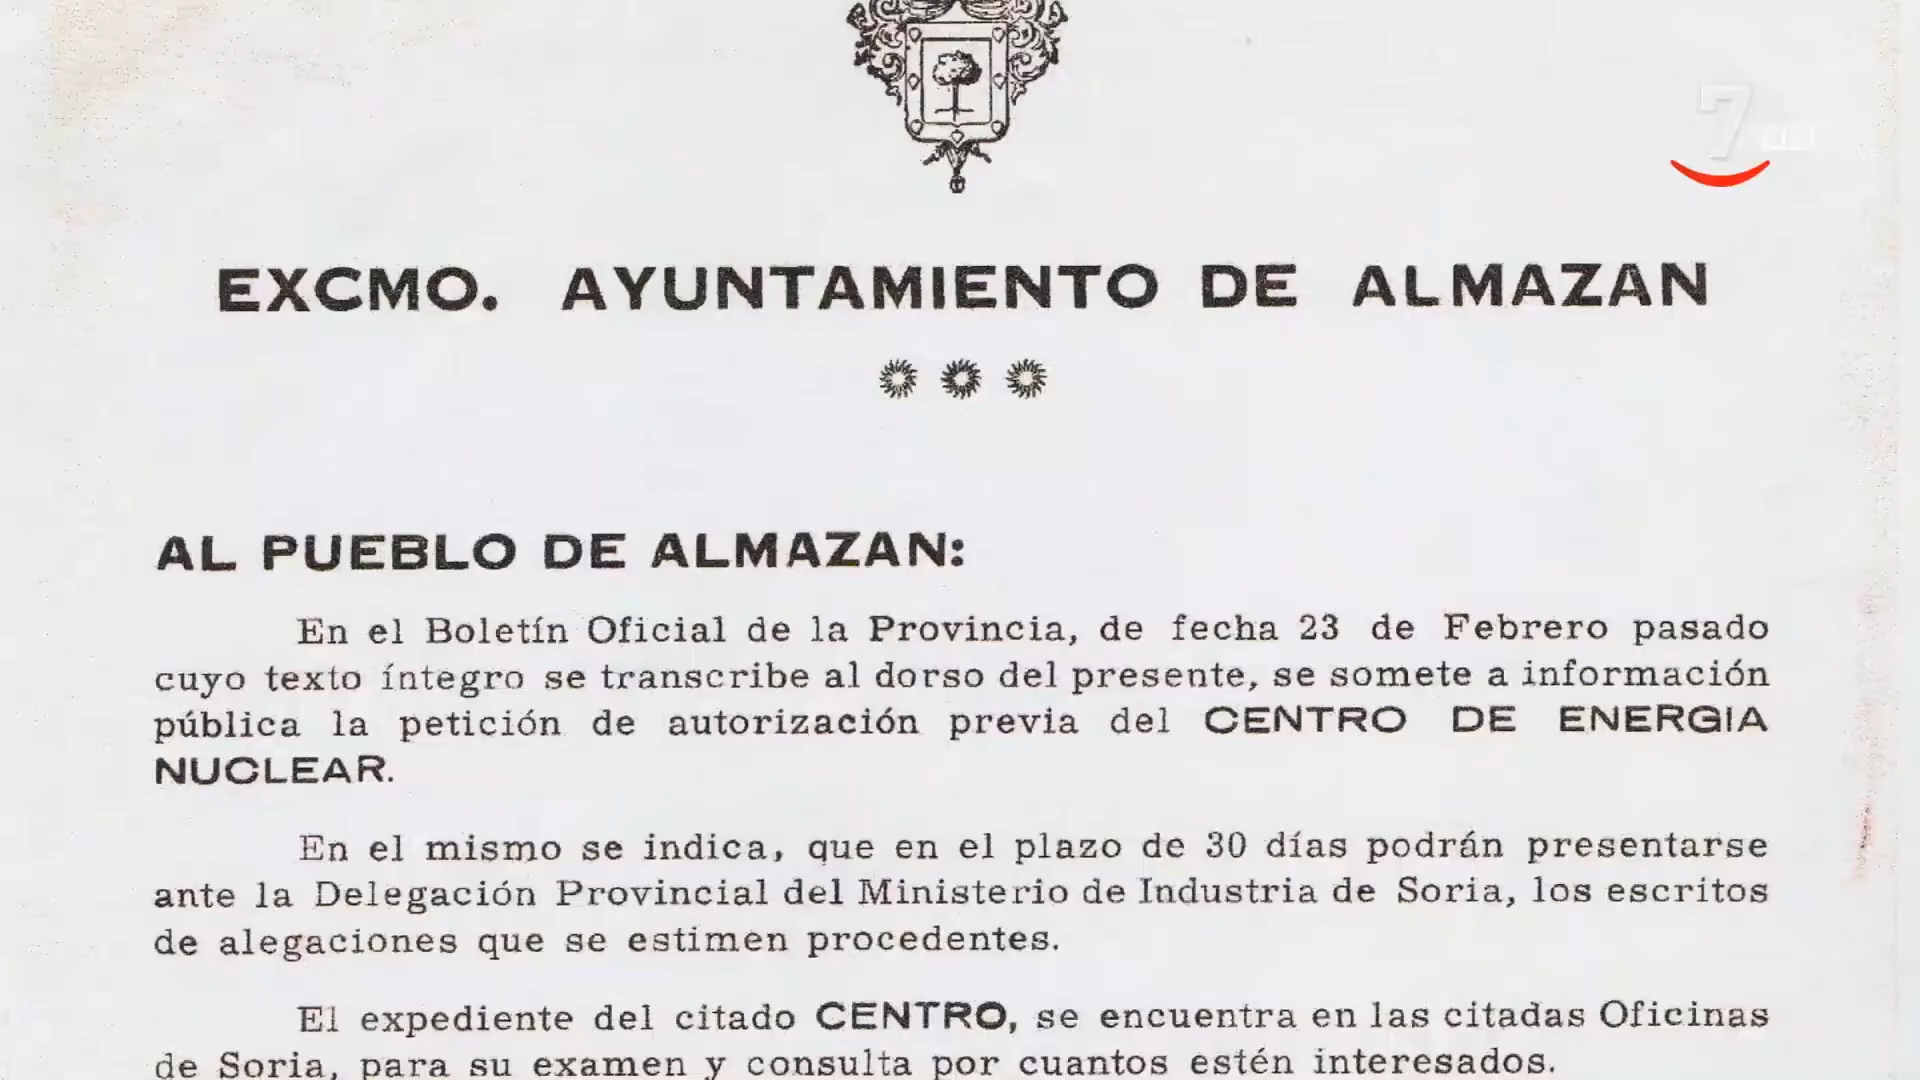 7
EXCMO. AYUNTAMIENTO DE ALMAZAN
AL PUEBLO DE ALMAZAN:
En el Boletín Oficial de la Provincia, de fecha 23 de Febrero pasado
cuyo texto íntegro se transcribe al dorso del presente, se somete a información
pública la petición de autorización previa del CENTRO DE ENERGIA
NUCLEAR.
En el mismo se indica, que en el plazo de 30 días podrán presentarse
ante la Delegación Provincial del Ministerio de Industria de Soria, los escritos
de alegaciones que se estimen procedentes.
El expediente del citado CENTRO, se encuentra en las citadas Oficinas
de Soria, para su examen y consulta por cuantos estén interesados.